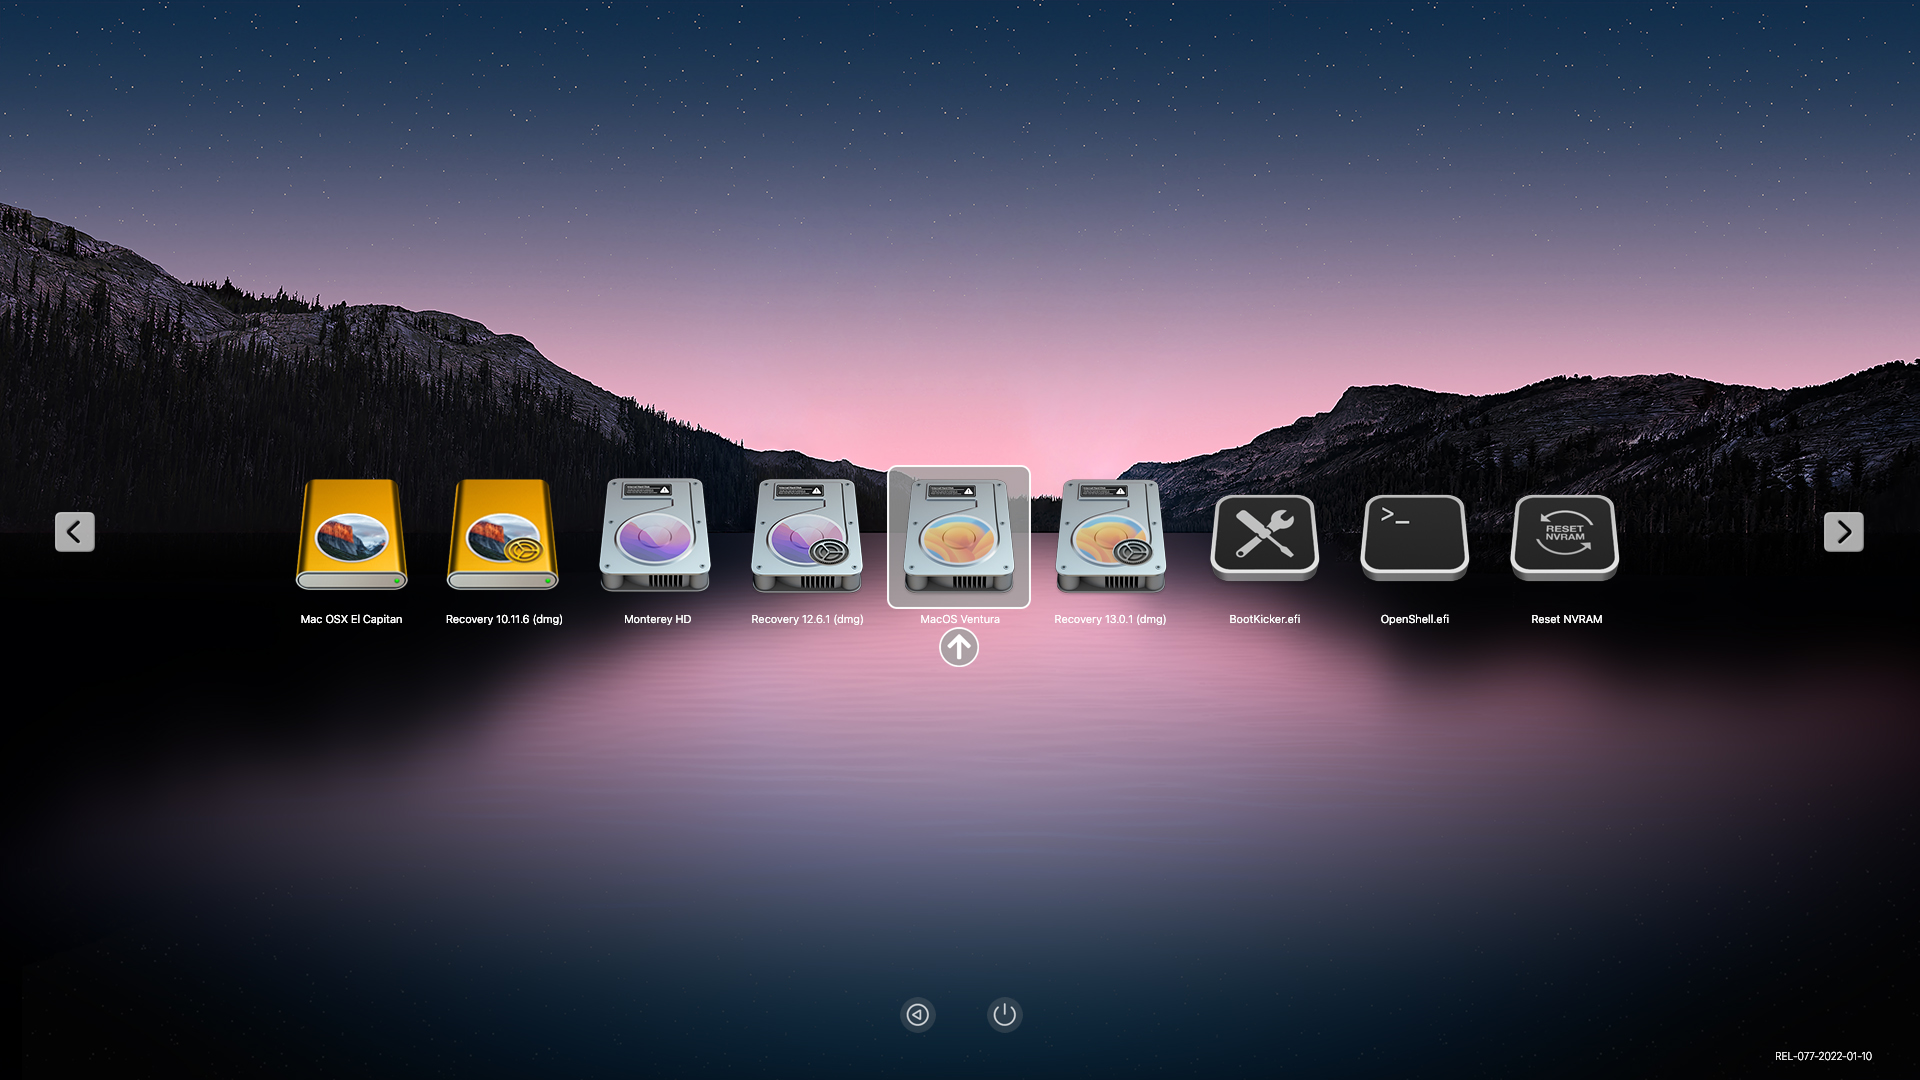 RESET
NVRAM
Mac OSX El Capitan
Recovery 10.11.6 (dmg)
Monterey HD
Recovery 12.6.1 (dmg)
MacOS Ventura
Recovery 13.0.1 (dmg)
BootKicker.efi
OpenShell.efi
Reset NVRAM
REL-077-2022-01-10